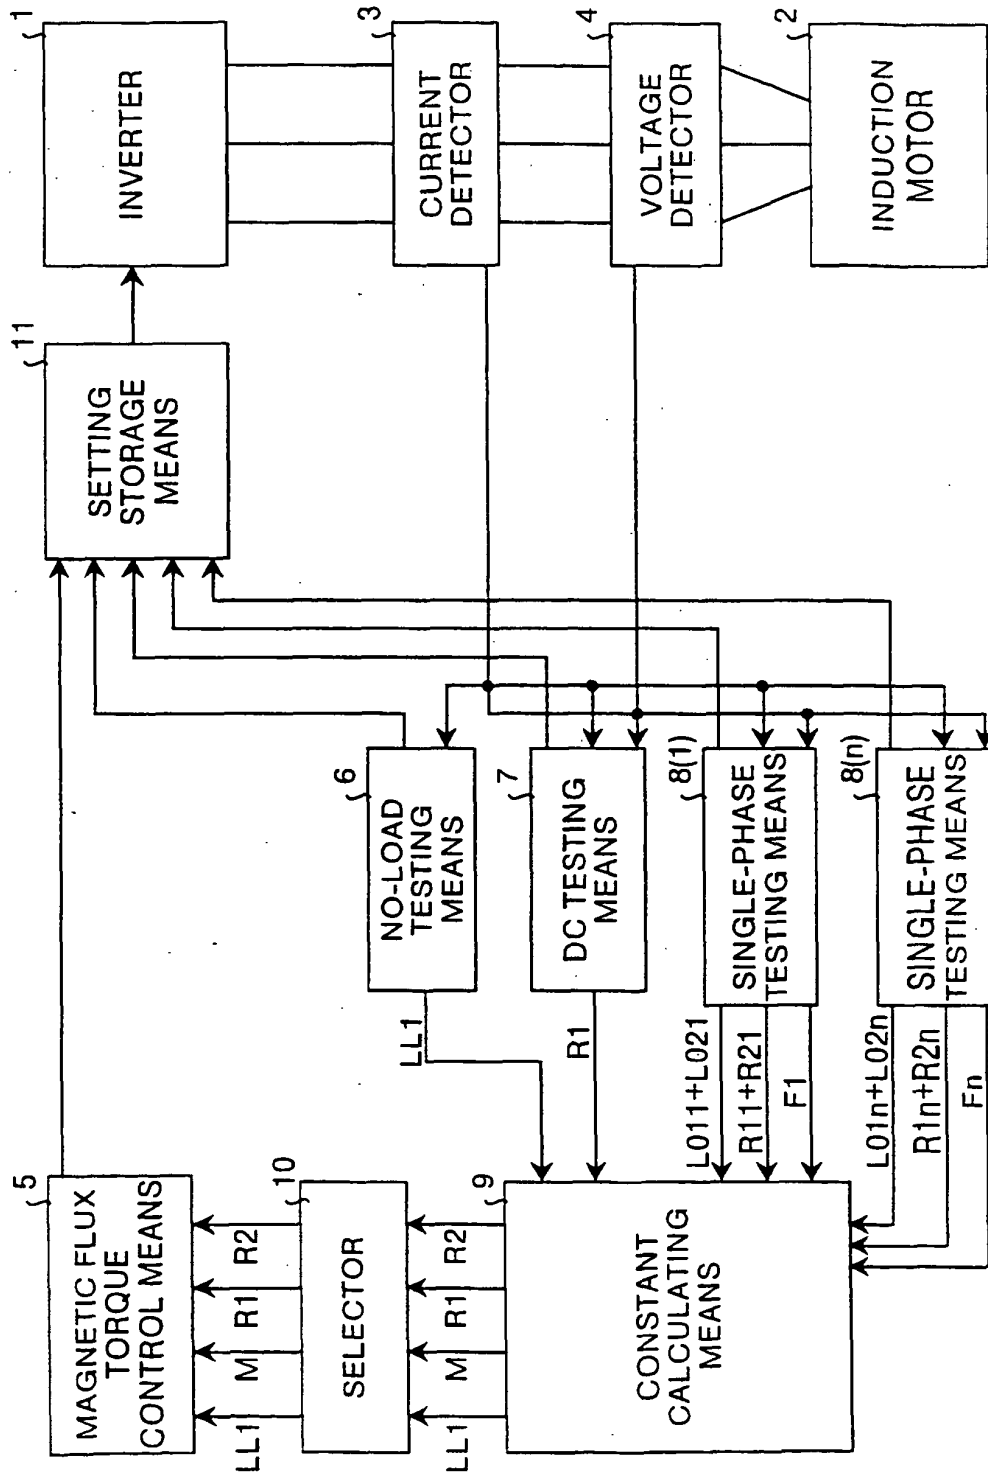 1
INVERTER
3
CURRENT
DETECTOR
4
VOLTAGE
DETECTOR
2
INDUCTION
MOTOR
11
SETTING
STORAGE
MEANS
6
NO-LOAD
TESTING
MEANS
7
DC TESTING
MEANS
8(1)
SINGLE-PHASE
TESTING MEANS
8(n)
SINGLE-PHASE
TESTING MEANS
LL1
R1
L011+L021
R11+R21
F1
L01n+L02n
R1n+R2n
Fn
5
MAGNETIC FLUX
TORQUE
CONTROL MEANS
LL1
M
R1
R2
10
SELECTOR
LL1
M
R1
R2
9
CONSTANT
CALCULATING
MEANS